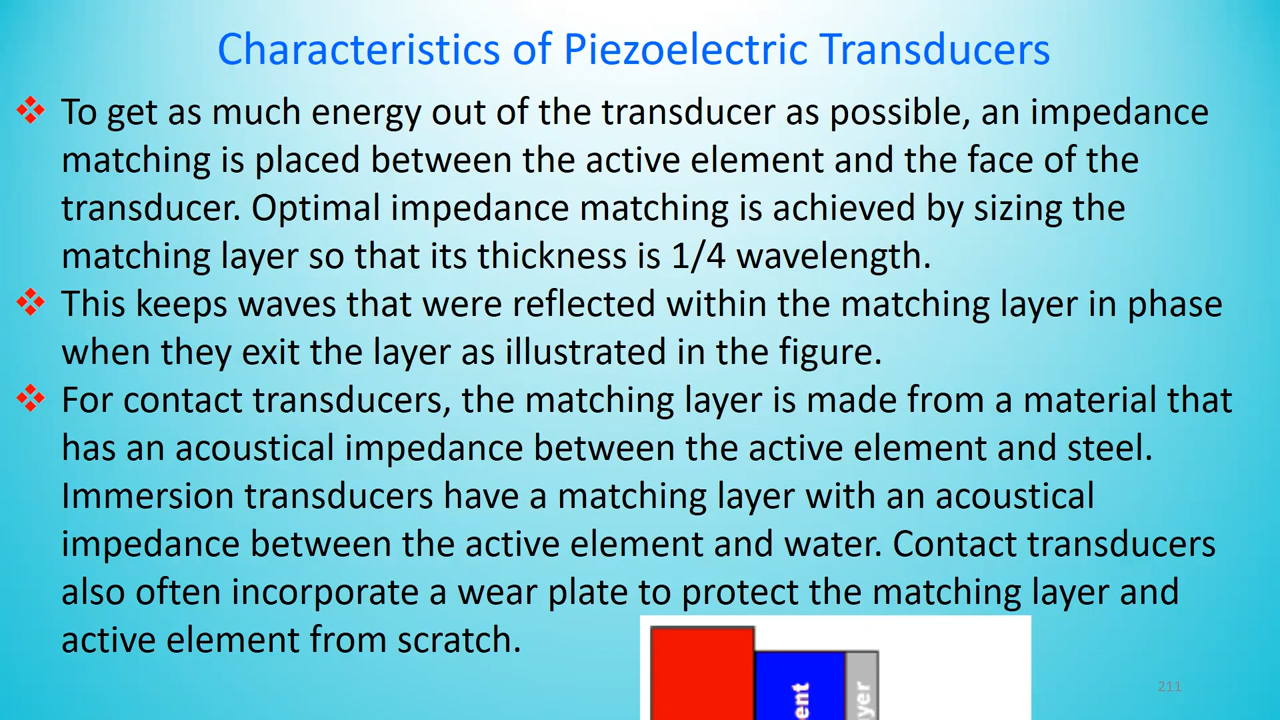 Characteristics of Piezoelectric Transducers
To get as much energy out of the transducer as possible, an impedance
matching is placed between the active element and the face of the
transducer. Optimal impedance matching is achieved by sizing the
matching layer so that its thickness is 1/4 wavelength.
This keeps waves that were reflected within the matching layer in phase
when they exit the layer as illustrated in the figure.
For contact transducers, the matching layer is made from a material that
has an acoustical impedance between the active element and steel.
Immersion transducers have a matching layer with an acoustical
impedance between the active element and water. Contact transducers
also often incorporate a wear plate to protect the matching layer and
active element from scratch.
211